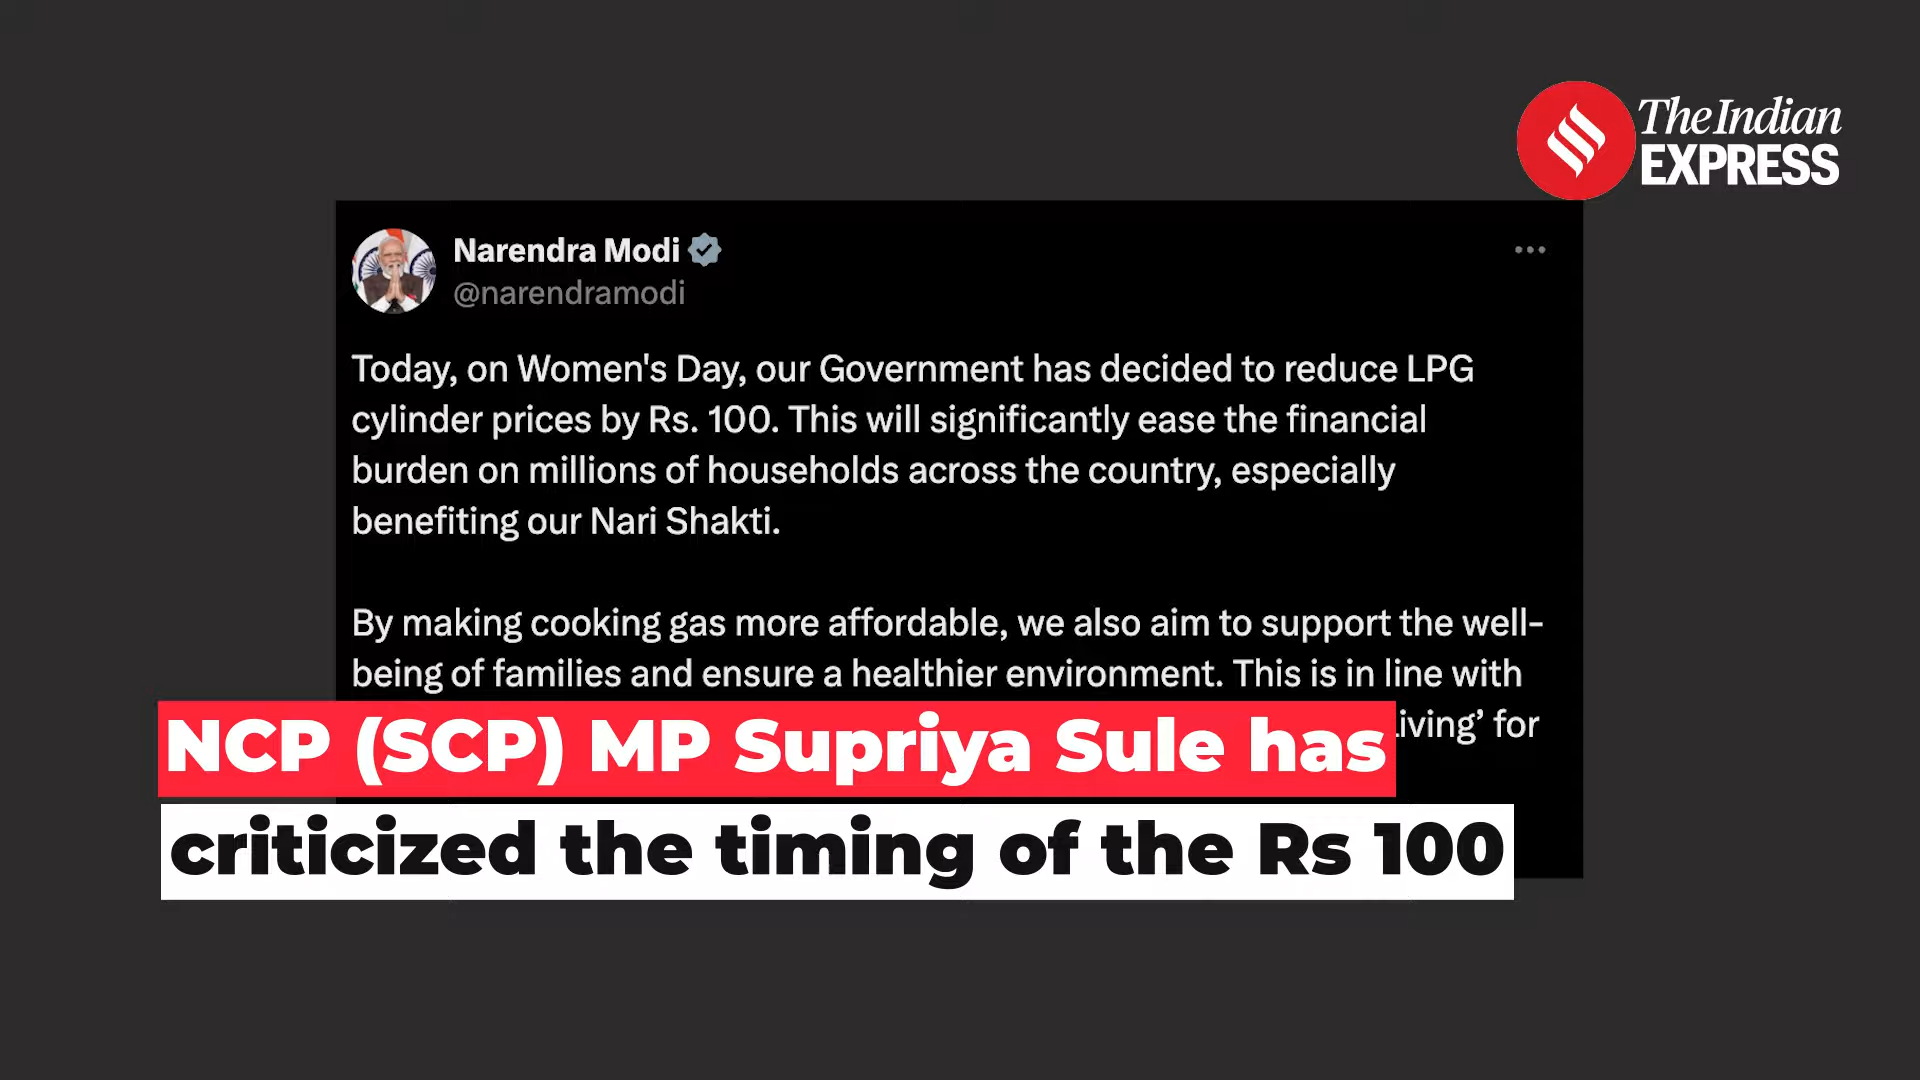 The Indian
EXPRESS
Narendra Modi
@narendramodi
Today, on Women's Day, our Government has decided to reduce LPG
cylinder prices by Rs. 100. This will significantly ease the financial
burden on millions of households across the country, especially
benefiting our Nari Shakti.
By making cooking gas more affordable, we also aim to support the well-
being of families and ensure a healthier environment. This is in line with
iving’ for
NCP (SCP) MP Supriya Sule has
criticized the timing of the Rs 100